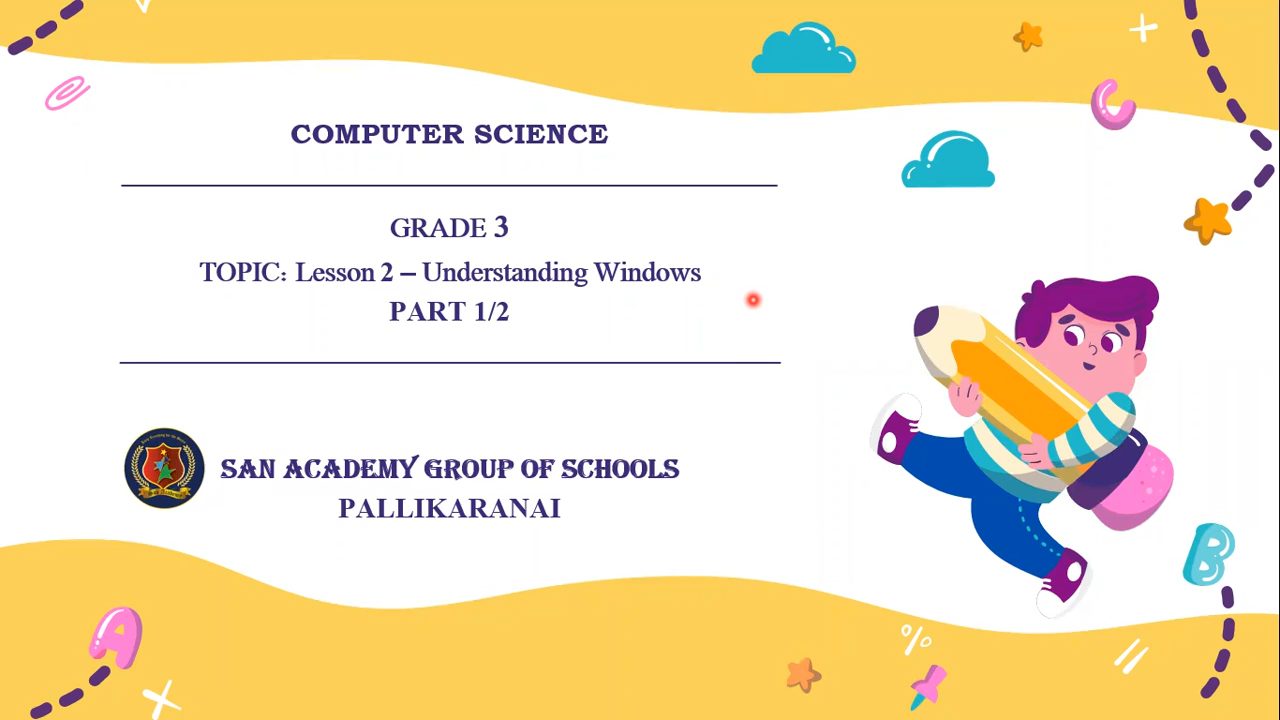 COMPUTER SCIENCE
GRADE 3
TOPIC: Lesson 2 – Understanding Windows
PART 1/2
SAN ACADEMY GROUP OF SCHOOLS
PALLIKARANAI
C
B
A
%